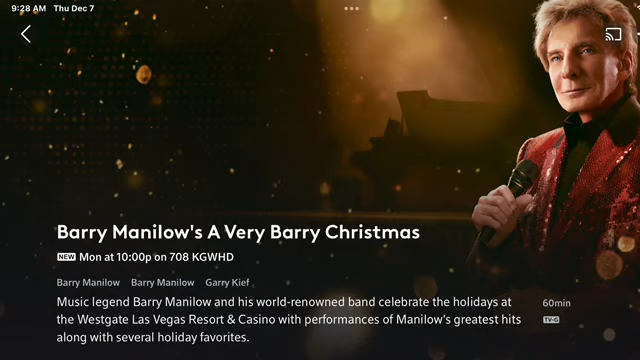 9:28 AM Thu Dec 7
Barry Manilow's A Very Barry Christmas
NEW Mon at 10:00p on 708 KGWHD
Barry Manilow Barry Manilow Garry Kief
Music legend Barry Manilow and his world-renowned band celebrate the holidays at 60min
the Westgate Las Vegas Resort & Casino with performances of Manilow's greatest hits TV-G
along with several holiday favorites.